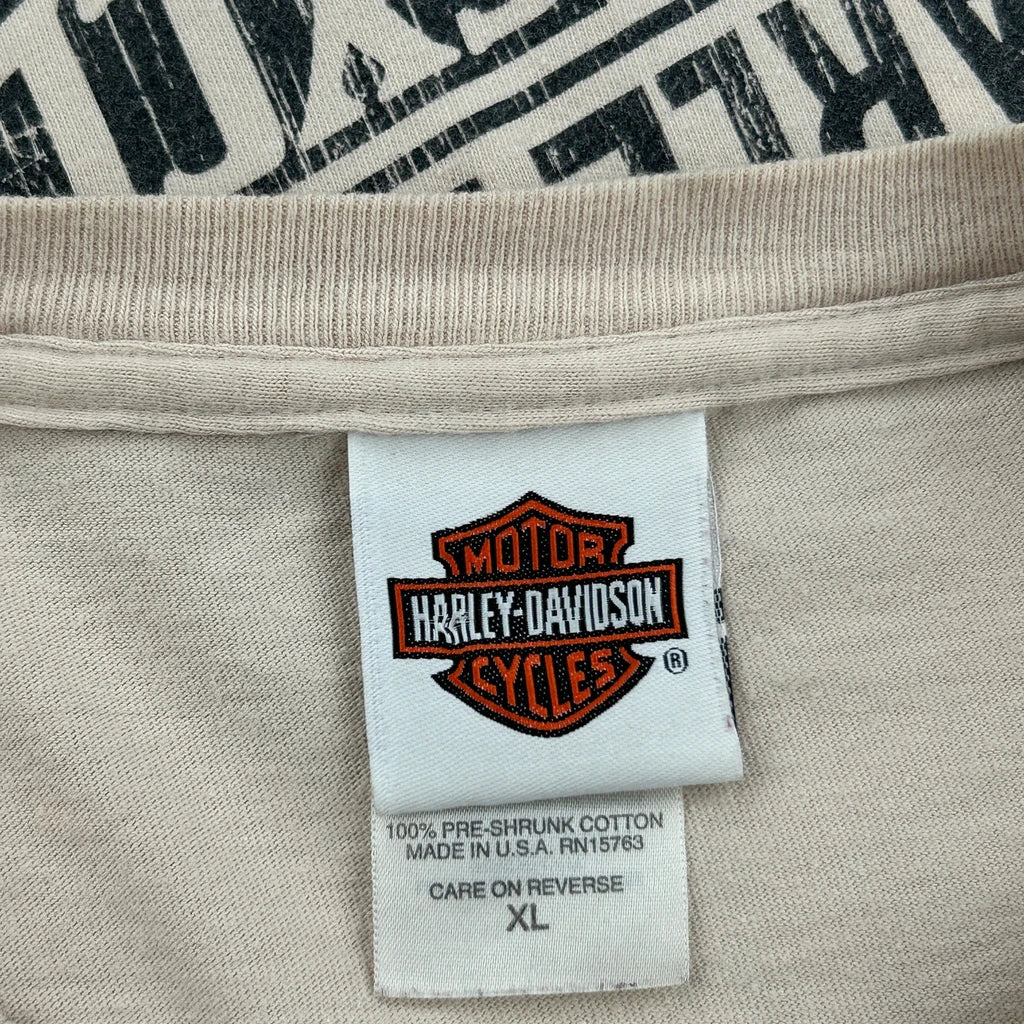 MOTOR
HARLEY-DAVIDSON
CYCLES
®
100% PRE-SHRUNK COTTON
MADE IN U.S.A. RN15763
CARE ON REVERSE
XL